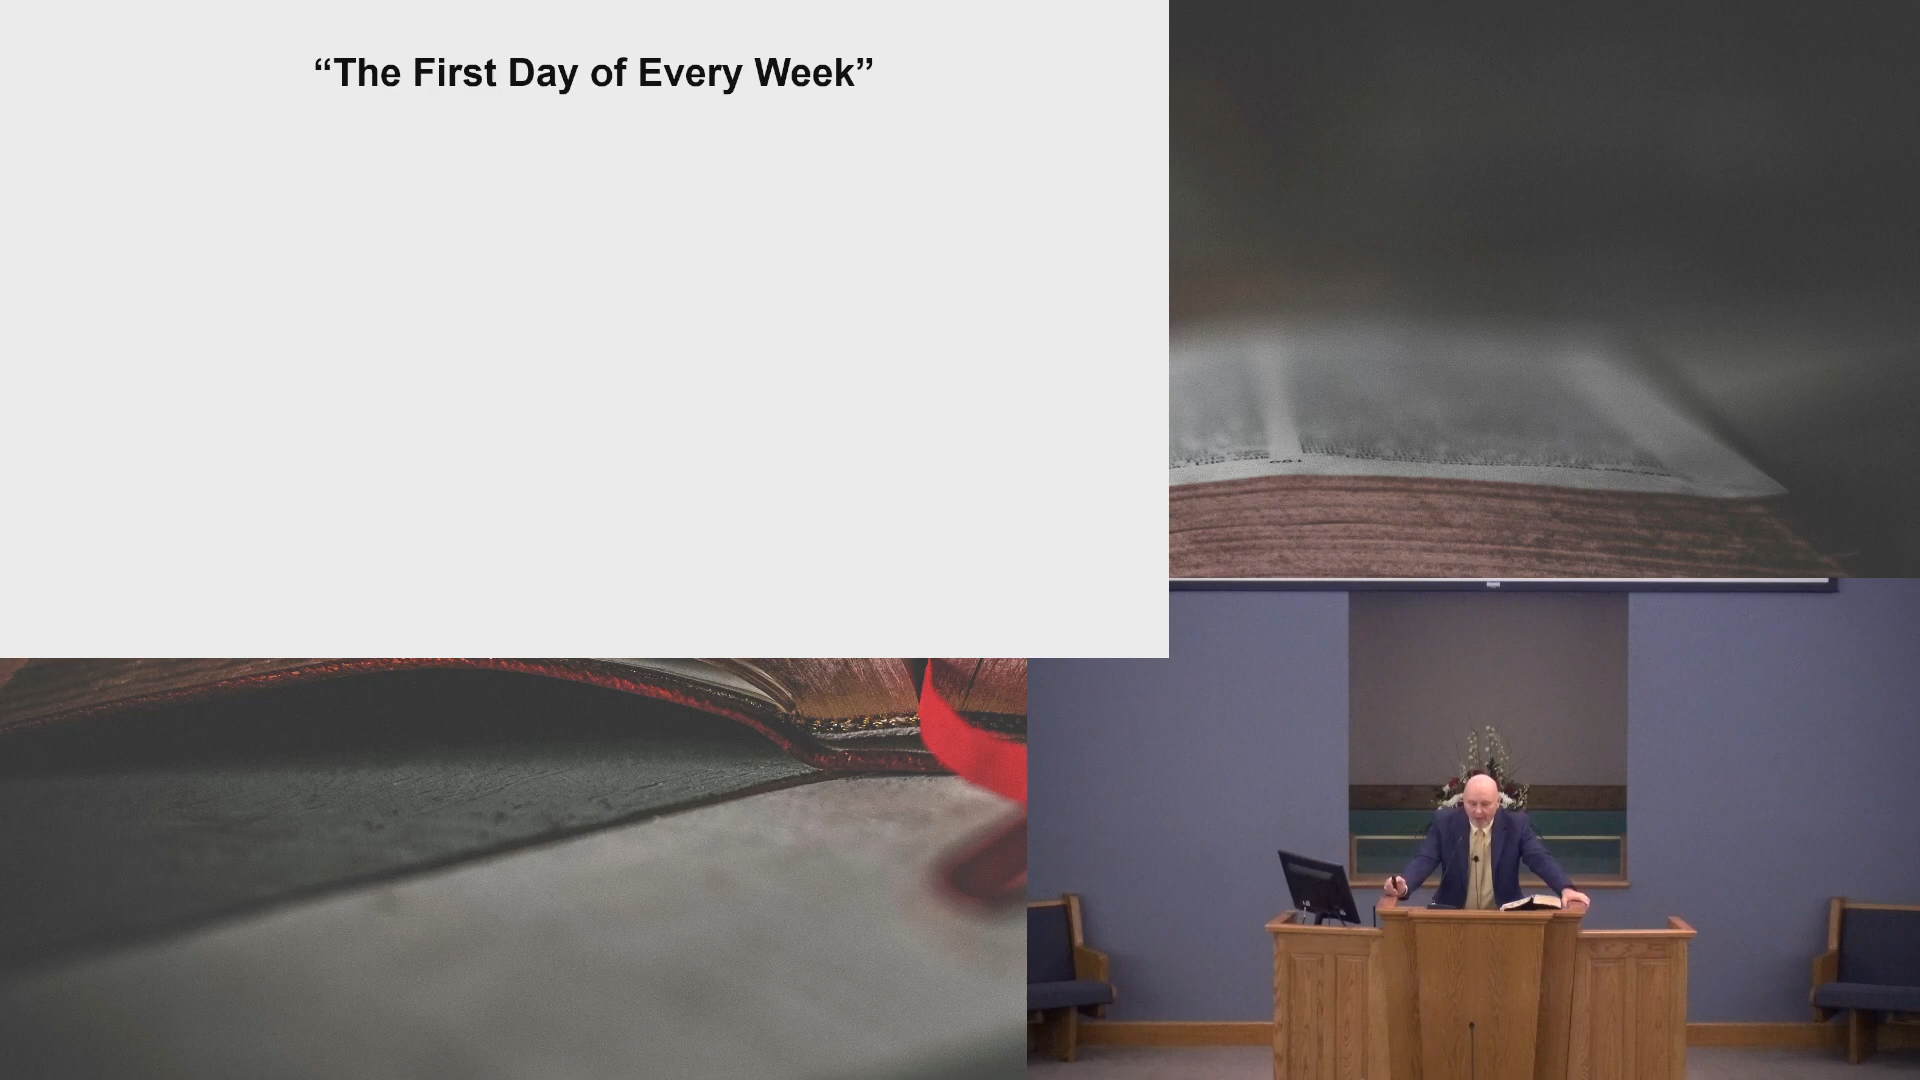 “The First Day of Every Week”